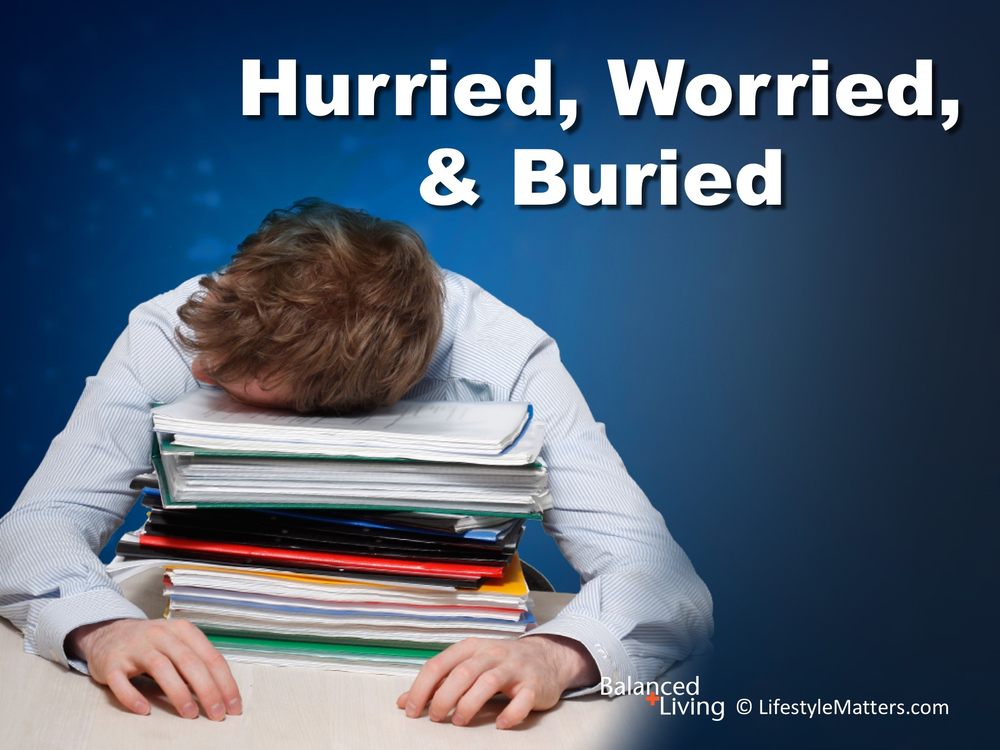 Hurried, Worried,
& Buried
Balanced
Living © LifestyleMatters.com